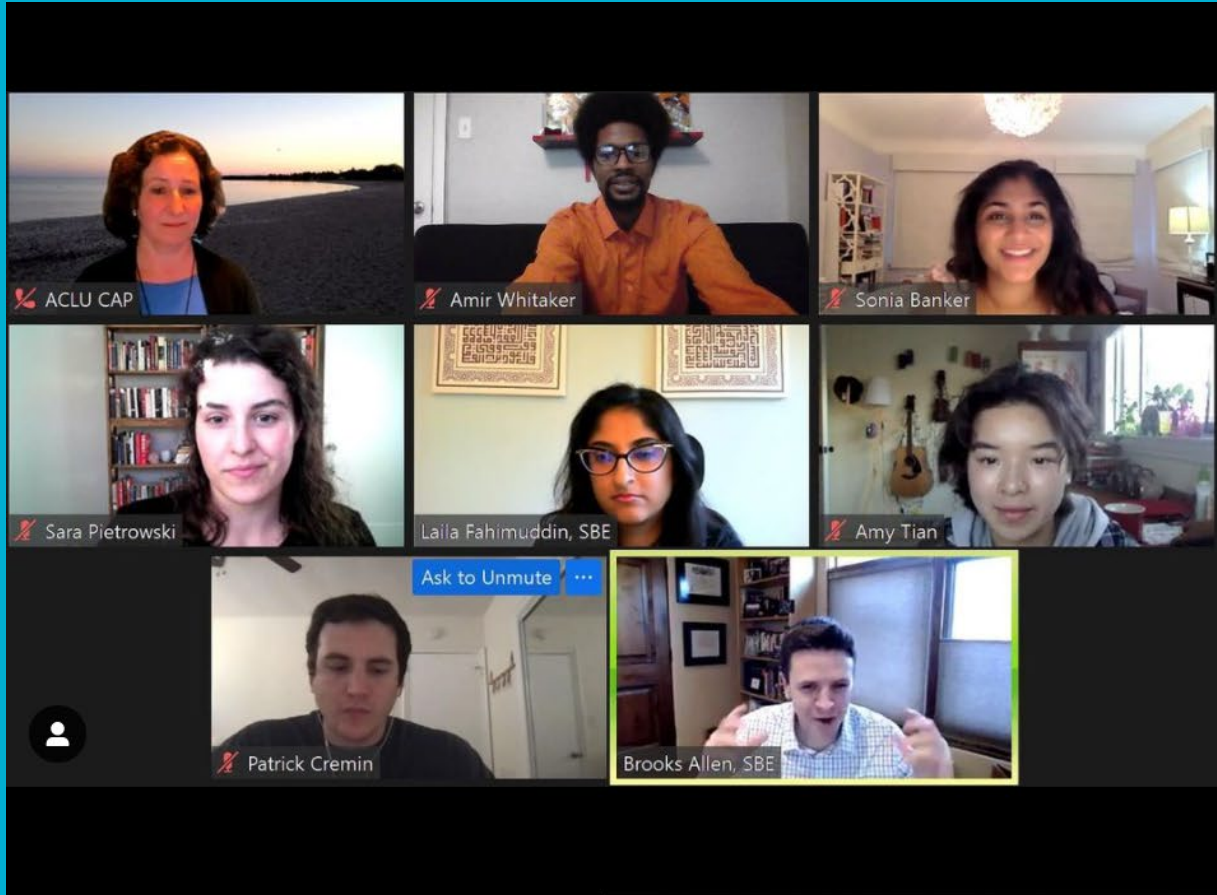 ACLU CAP
Amir Whitaker
Sonia Banker
Sara Pietrowski
Laila Fahimuddin, SBE
Amy Tian
Ask to Unmute ...
Patrick Cremin
Brooks Allen, SBE